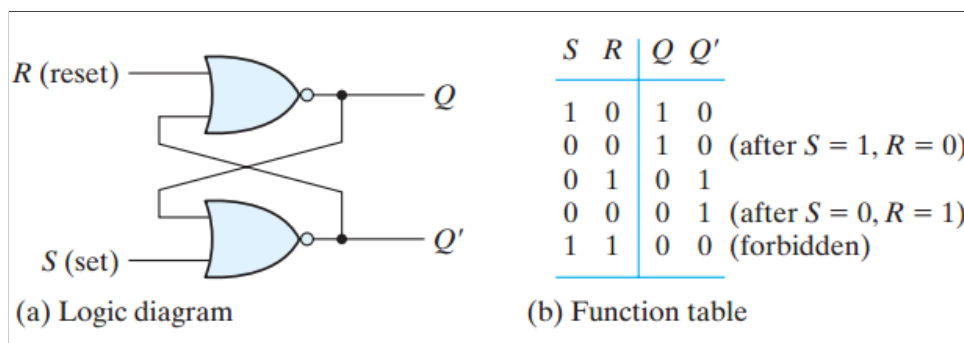 R (reset)
Q
S (set)
Q'
(a) Logic diagram
S R Q Q'
1 0 1 0
0 0 1 0 (after S = 1, R = 0)
0 1 0 1
0 0 0 1 (after S = 0, R = 1)
1 1 0 0 (forbidden)
(b) Function table